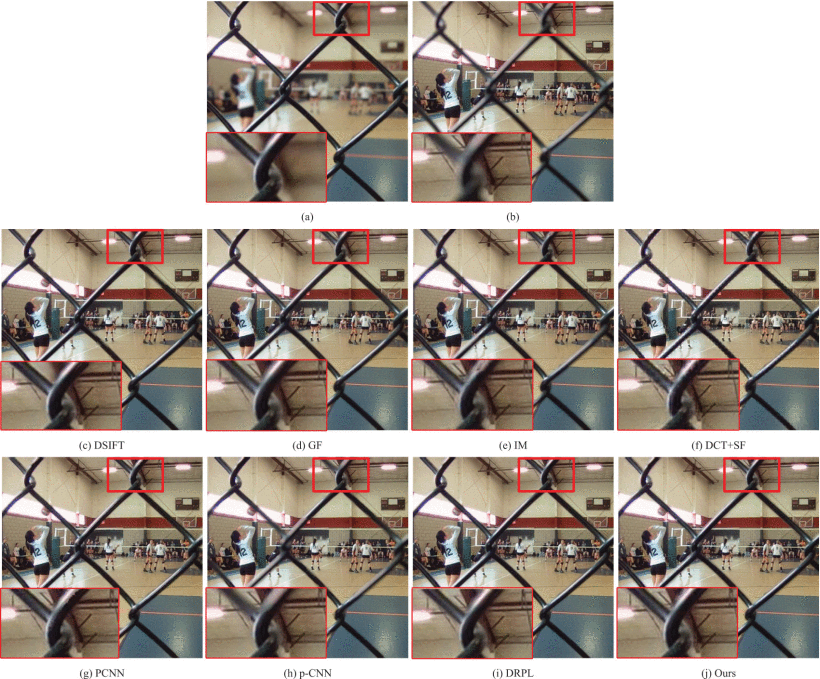 (a) (b)
(c) DSIFT (d) GF (e) IM (f) DCT+SF
(g) PCNN (h) p-CNN (i) DRPL (j) Ours